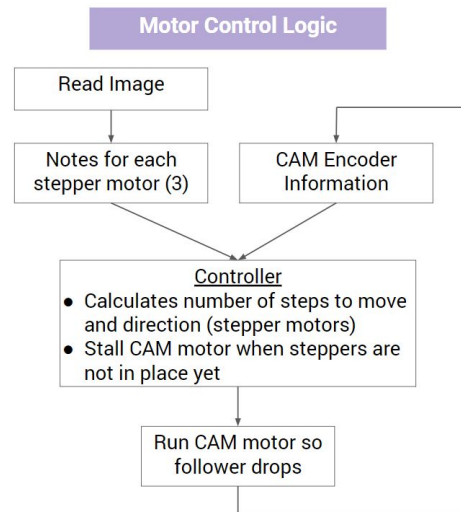 Motor Control Logic
Read Image
Notes for each
stepper motor (3)
CAM Encoder
Information
Controller
● Calculates number of steps to move
and direction (stepper motors)
● Stall CAM motor when steppers are
not in place yet
Run CAM motor so
follower drops